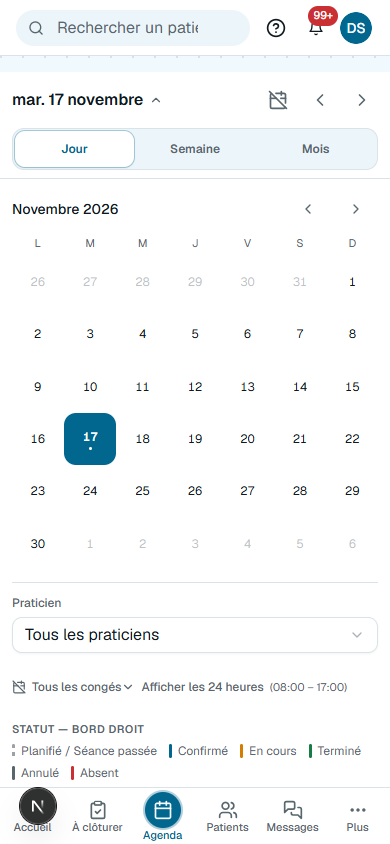 Rechercher un patie
99+
DS
mar. 17 novembre
Jour Semaine Mois
Novembre 2026
L M M J V S D
26 27 28 29 30 31 1
2 3 4 5 6 7 8
9 10 11 12 13 14 15
16 17 18 19 20 21 22
23 24 25 26 27 28 29
30 1 2 3 4 5 6
Praticien
Tous les praticiens
Tous les congés Afficher les 24 heures (08:00 – 17:00)
STATUT — BORD DROIT
Planifié / Séance passée Confirmé En cours Terminé
Annulé Absent
N
Accueil À clôturer Agenda Patients Messages Plus